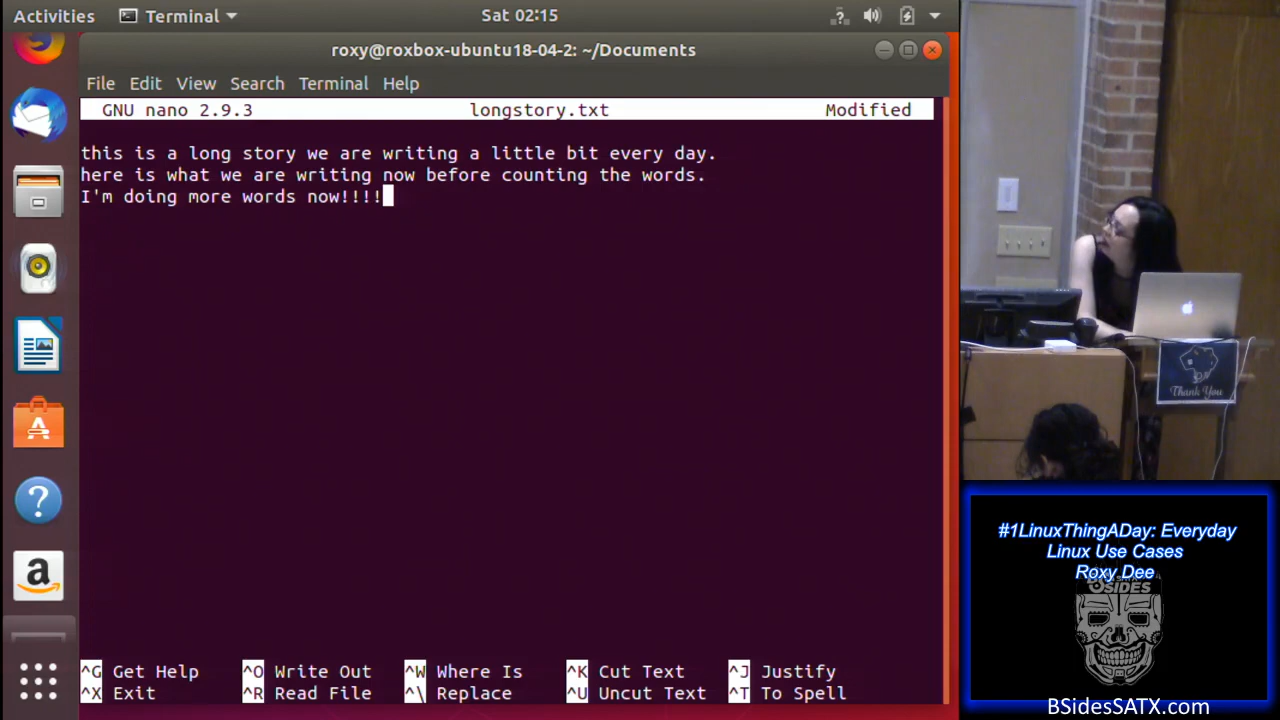 Activities Terminal Sat 02:15
roxy@roxbox-ubuntu18-04-2: ~/Documents
File Edit View Search Terminal Help
GNU nano 2.9.3 longstory.txt Modified
this is a long story we are writing a little bit every day.
here is what we are writing now before counting the words.
I'm doing more words now!!!!
^G Get Help ^O Write Out ^W Where Is ^K Cut Text ^J Justify
^X Exit ^R Read File ^\ Replace ^U Uncut Text ^T To Spell
Thank You
#1LinuxThingADay: Everyday
Linux Use Cases
Roxy Dee
BSIDES
BSidesSATX.com